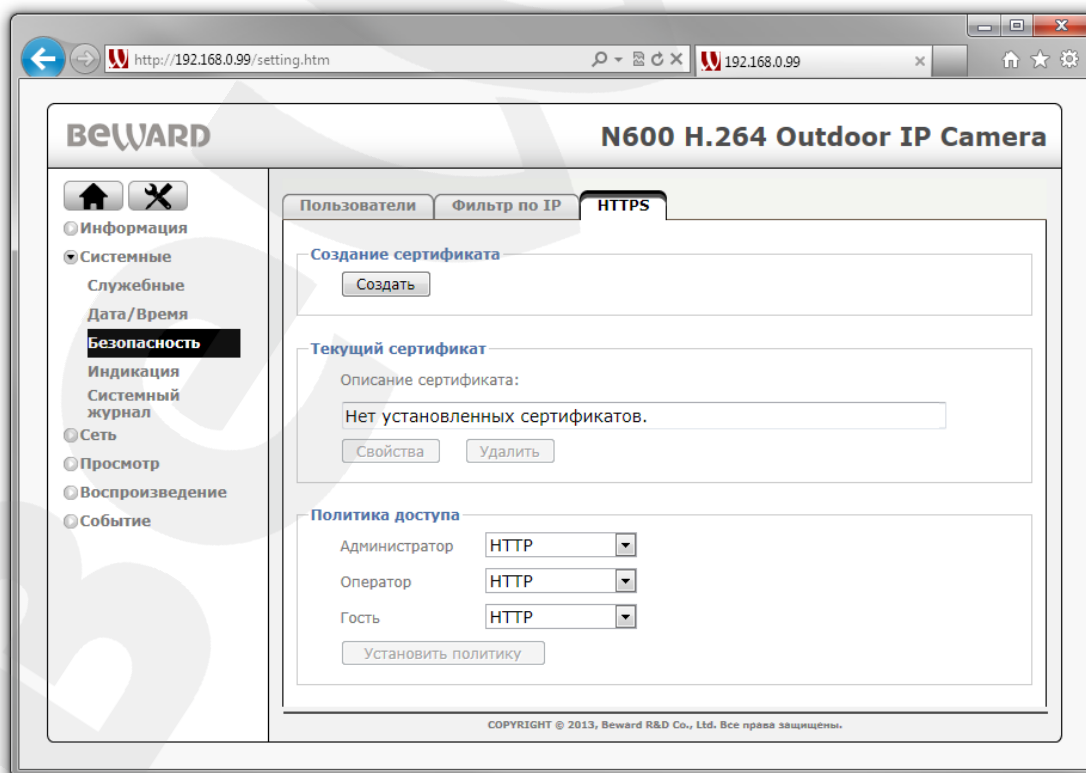 http://192.168.0.99/setting.htm
192.168.0.99
BEWARD
N600 H.264 Outdoor IP Camera
Информация
Системные
Служебные
Дата/Время
Безопасность
Индикация
Системный
журнал
Сеть
Просмотр
Воспроизведение
Событие
Пользователи
Фильтр по IP
HTTPS
Создание сертификата
Создать
Текущий сертификат
Описание сертификата:
Нет установленных сертификатов.
Свойства
Удалить
Политика доступа
Администратор
HTTP
Оператор
HTTP
Гость
HTTP
Установить политику
COPYRIGHT © 2013, Beward R&D Co., Ltd. Все права защищены.